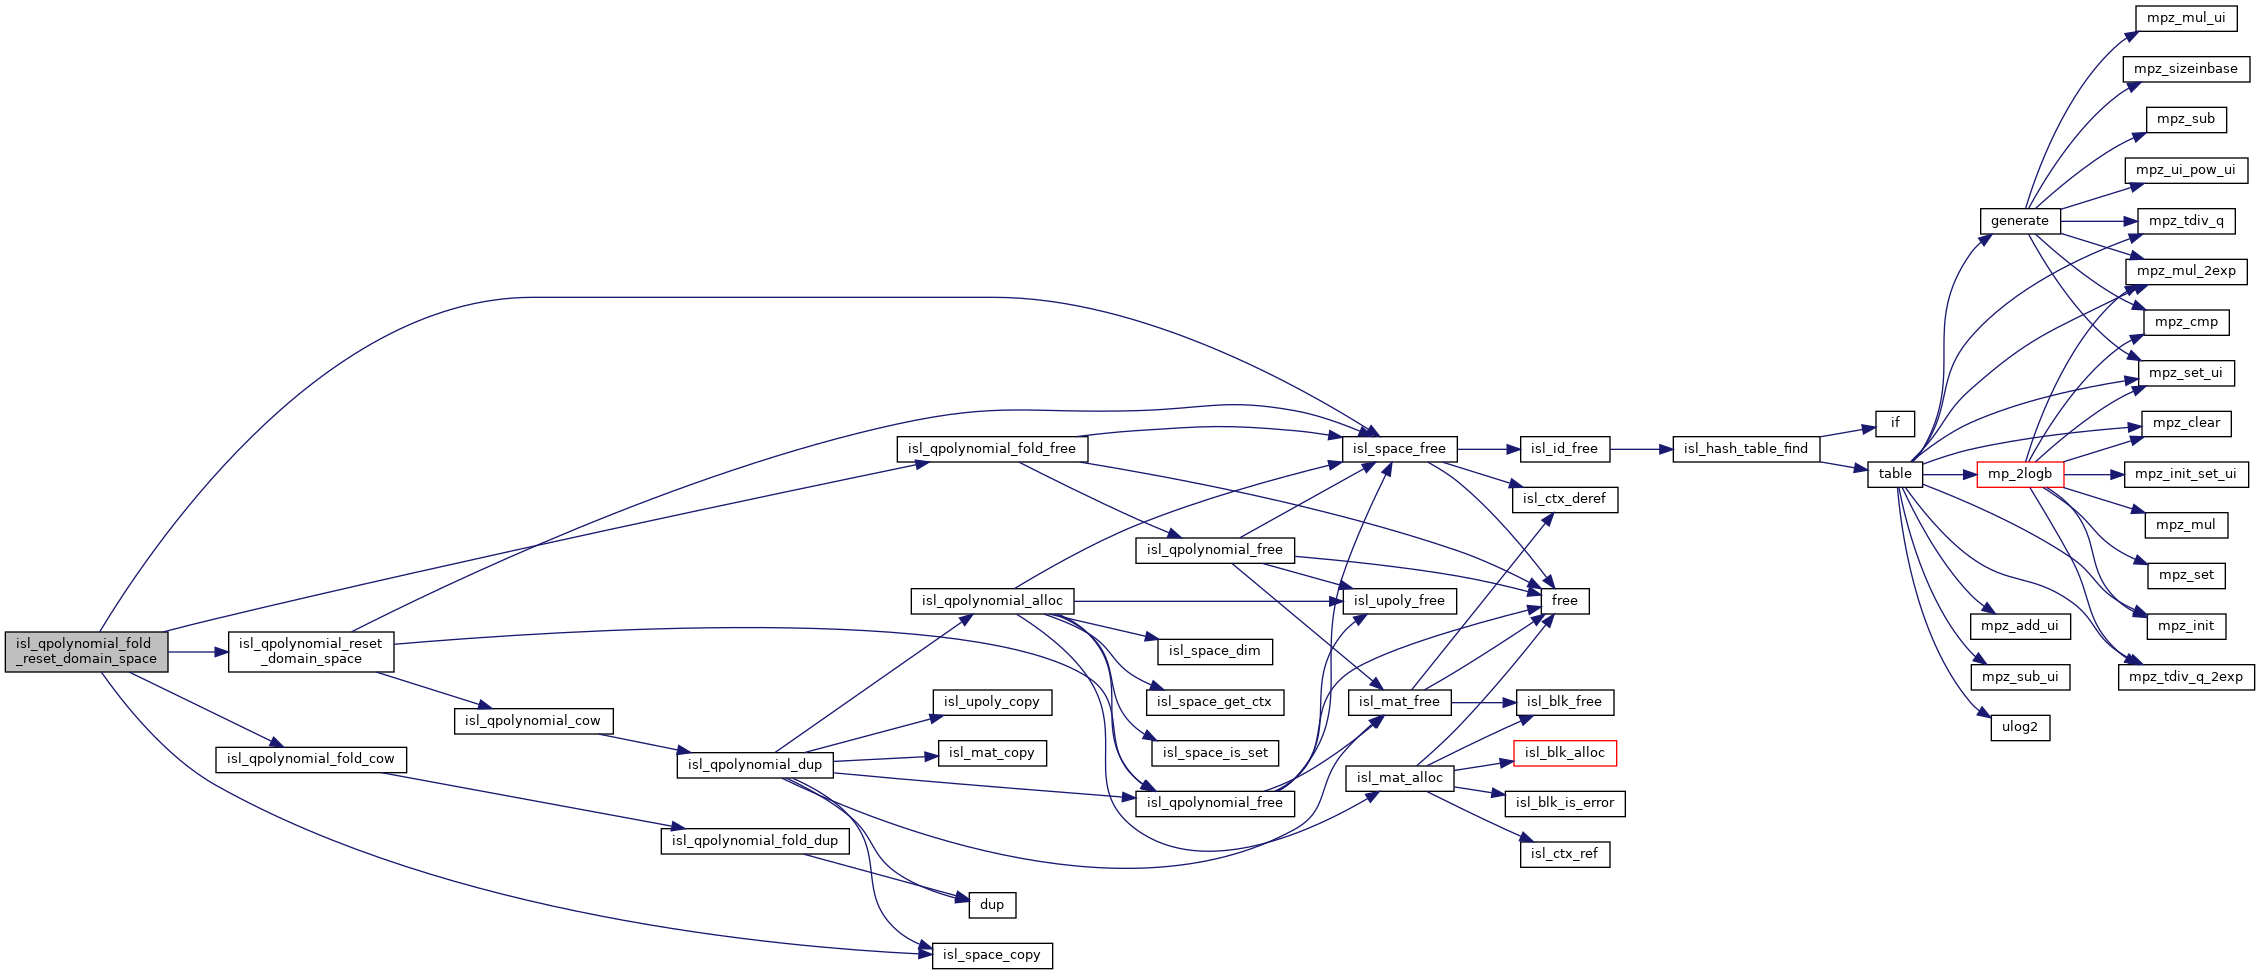 isl_qpolynomial_fold
_reset_domain_space
isl_qpolynomial_reset
_domain_space
isl_qpolynomial_fold_cow
isl_qpolynomial_cow
isl_qpolynomial_dup
isl_qpolynomial_fold_dup
isl_qpolynomial_fold_free
isl_qpolynomial_alloc
isl_upoly_copy
isl_mat_copy
dup
isl_space_copy
isl_qpolynomial_free
isl_space_dim
isl_space_get_ctx
isl_space_is_set
isl_qpolynomial_free
isl_space_free
isl_upoly_free
isl_mat_free
isl_mat_alloc
isl_id_free
isl_ctx_deref
free
isl_blk_free
isl_blk_alloc
isl_blk_is_error
isl_ctx_ref
isl_hash_table_find
if
table
generate
mp_2logb
mpz_add_ui
mpz_sub_ui
ulog2
mpz_mul_ui
mpz_sizeinbase
mpz_sub
mpz_ui_pow_ui
mpz_tdiv_q
mpz_mul_2exp
mpz_cmp
mpz_set_ui
mpz_clear
mpz_init_set_ui
mpz_mul
mpz_set
mpz_init
mpz_tdiv_q_2exp